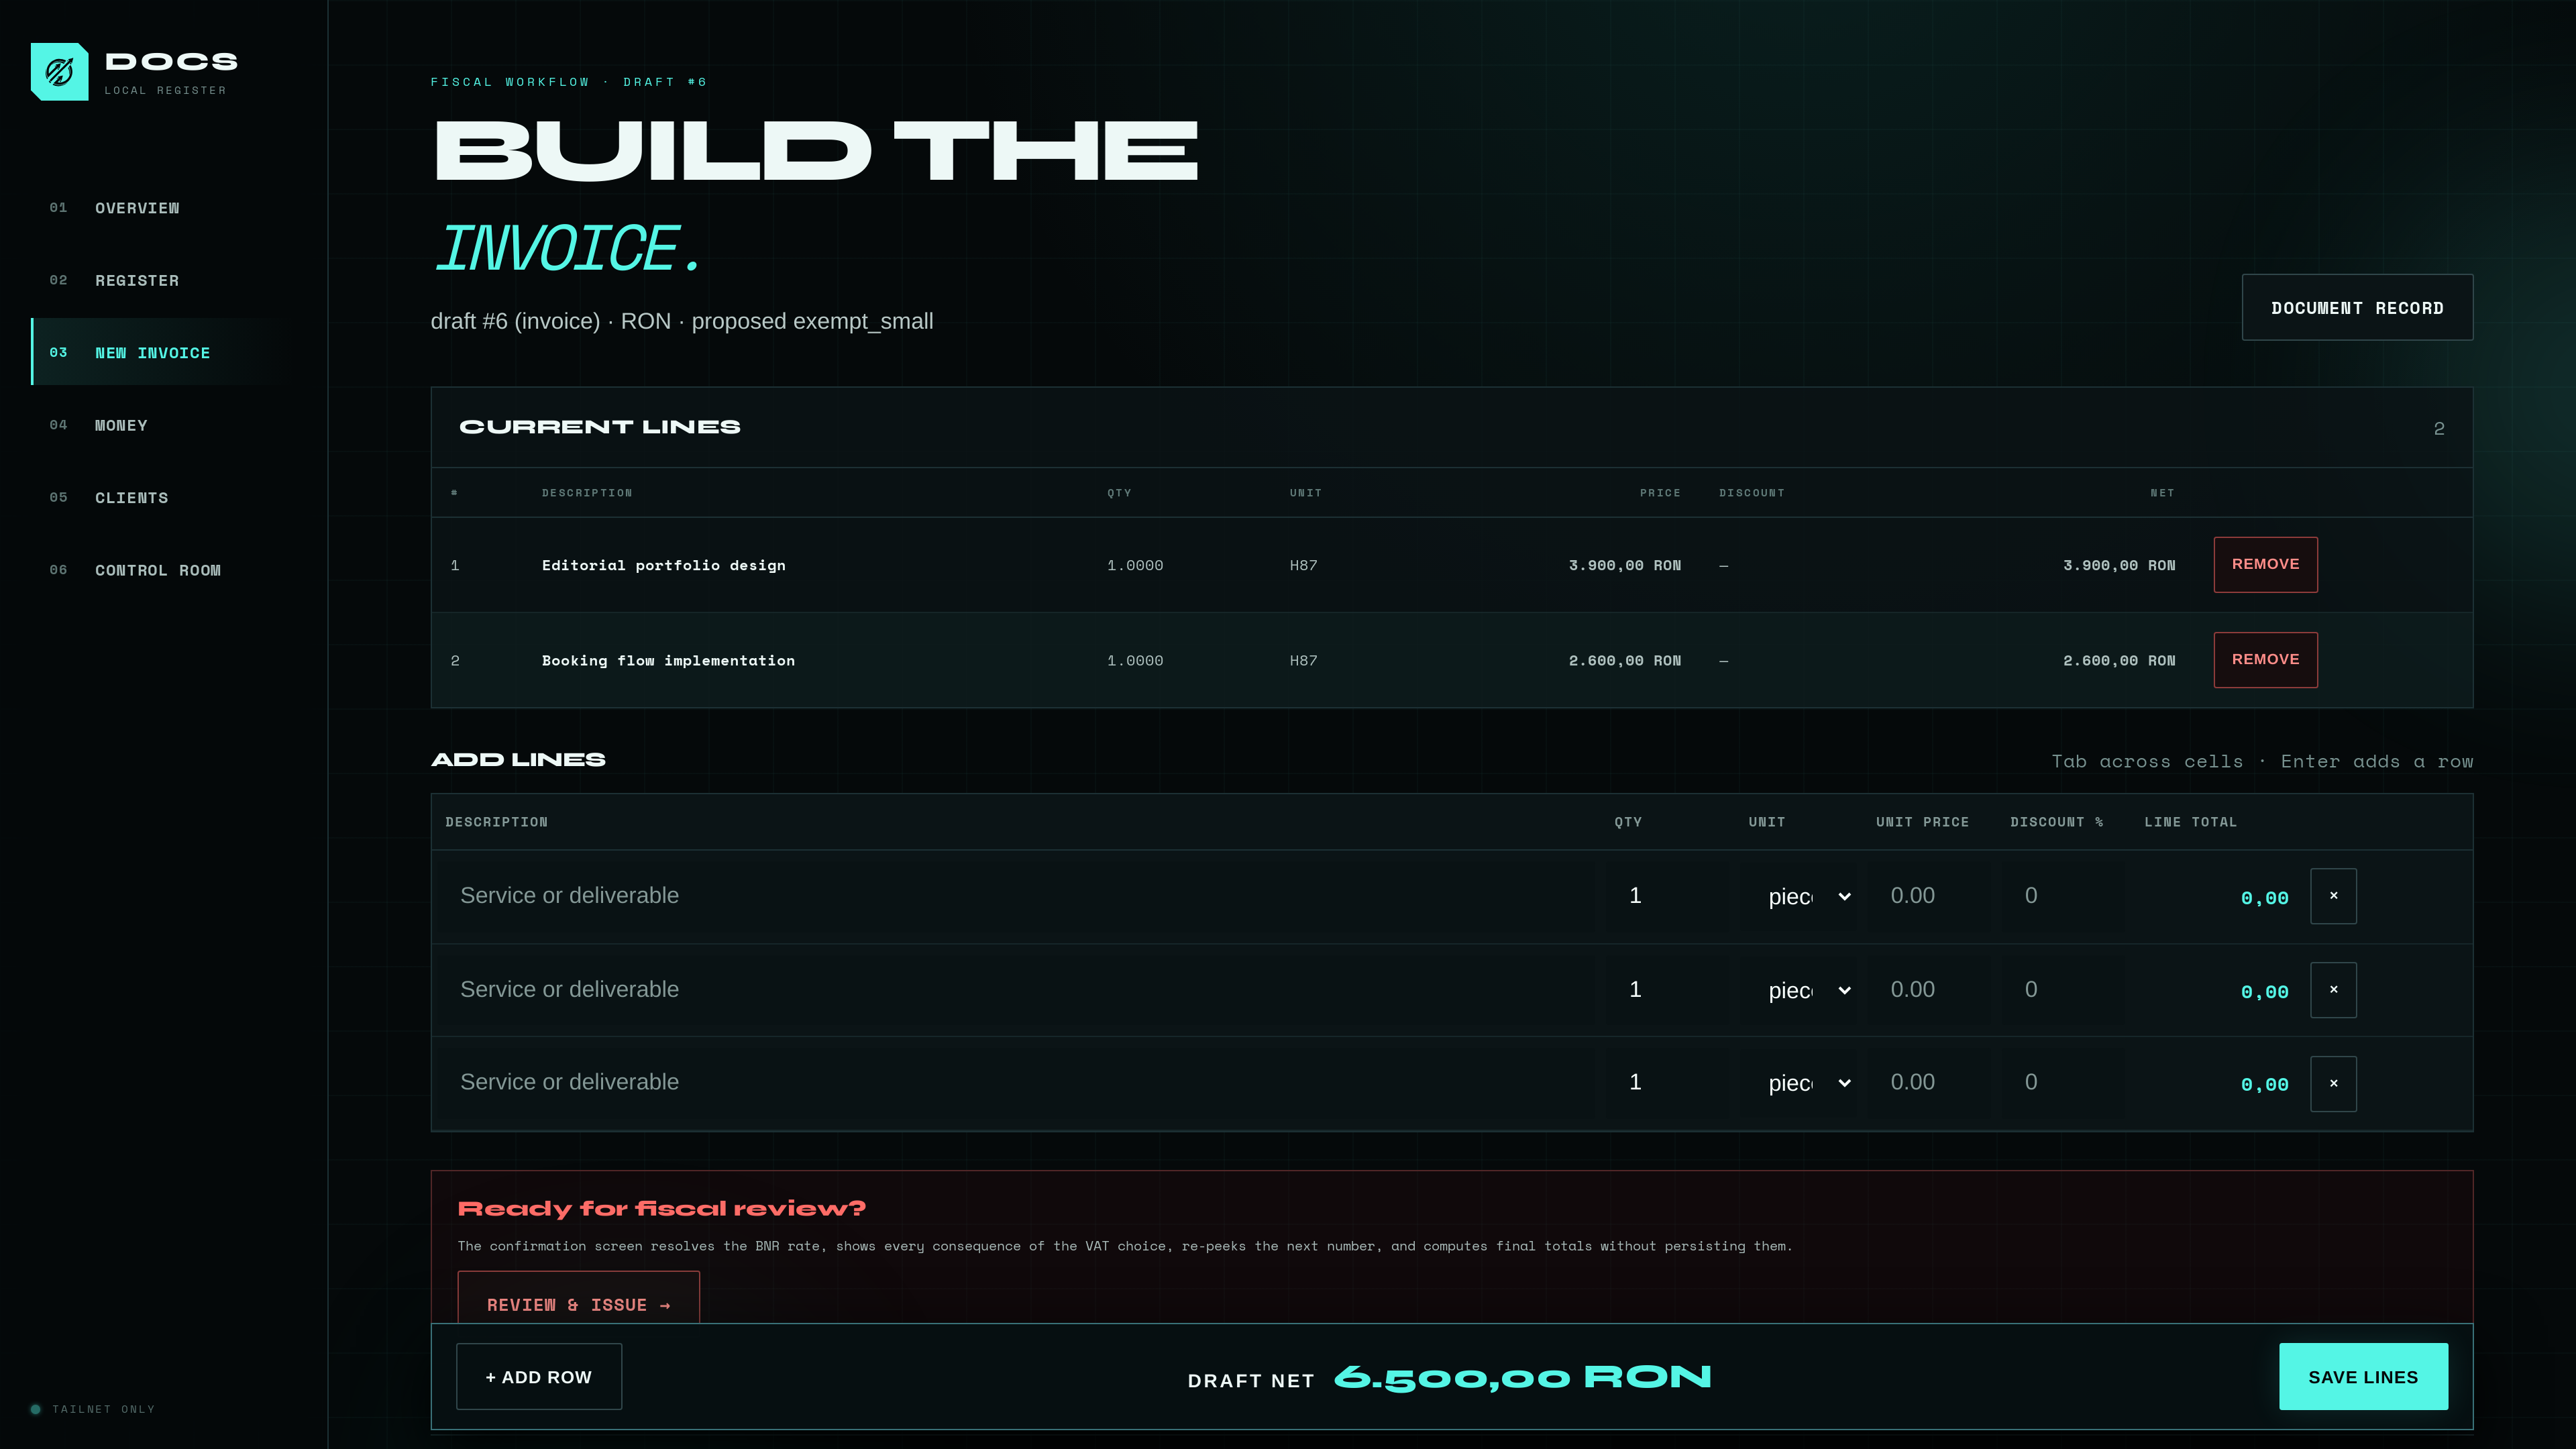 DOCS
LOCAL REGISTER
01 OVERVIEW
02 REGISTER
03 NEW INVOICE
04 MONEY
05 CLIENTS
06 CONTROL ROOM
TAILNET ONLY
FISCAL WORKFLOW · DRAFT #6
BUILD THE
INVOICE.
draft #6 (invoice) · RON · proposed exempt_small
DOCUMENT RECORD
CURRENT LINES 2
# DESCRIPTION QTY UNIT PRICE DISCOUNT NET
1 Editorial portfolio design 1.0000 H87 3.900,00 RON — 3.900,00 RON REMOVE
2 Booking flow implementation 1.0000 H87 2.600,00 RON — 2.600,00 RON REMOVE
ADD LINES Tab across cells · Enter adds a row
DESCRIPTION QTY UNIT UNIT PRICE DISCOUNT % LINE TOTAL
Service or deliverable 1 piec 0.00 0 0,00 ×
Service or deliverable 1 piec 0.00 0 0,00 ×
Service or deliverable 1 piec 0.00 0 0,00 ×
Ready for fiscal review?
The confirmation screen resolves the BNR rate, shows every consequence of the VAT choice, re-peeks the next number, and computes final totals without persisting them.
REVIEW & ISSUE →
+ ADD ROW DRAFT NET 6.500,00 RON SAVE LINES